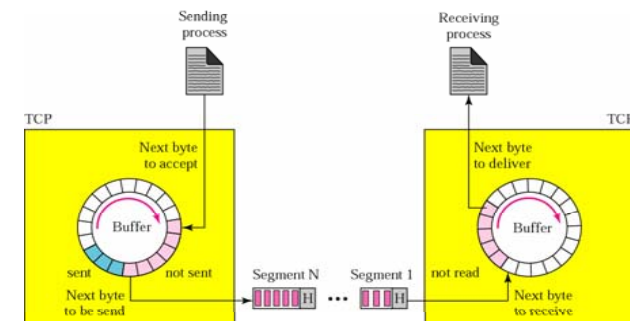 Sending
process
Receiving
process
TCP
TCP
Next byte
to accept
Next byte
to deliver
Buffer
Buffer
sent
not sent
Segment N
Segment 1
not read
H
H
Next byte
to be send
Next byte
to receive